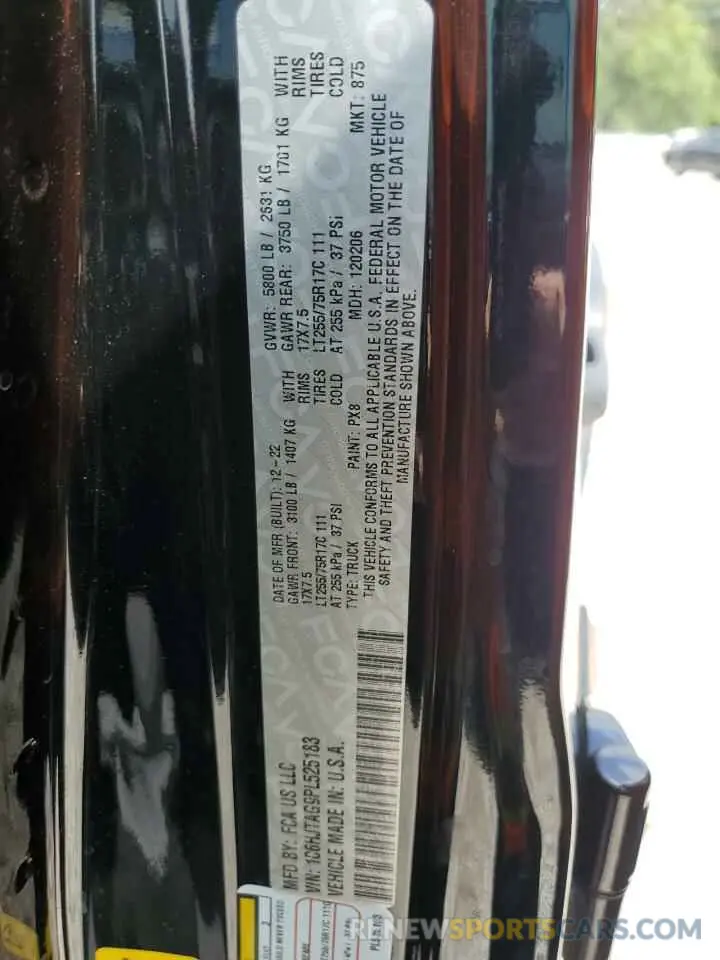 MFD BY: FCA US LLC
DATE OF MFR (BUILT): 12-22
GVWR: 5800 LB / 2631 KG
GAWR FRONT: 3100 LB / 1407 KG WITH
GAWR REAR: 3750 LB / 1701 KG WITH
17X7.5 RIMS
17X7.5 RIMS
LT255/75R17C 111 TIRES
LT255/75R17C 111 TIRES
AT 255 kPa / 37 PSI COLD
AT 255 kPa / 37 PSi COLD
VIN: 1C6HJTAG9PL525183
TYPE: TRUCK PAINT: PX8 MDH: 120206 MKT: 875
VEHICLE MADE IN: U.S.A.
THIS VEHICLE CONFORMS TO ALL APPLICABLE U.S.A. FEDERAL MOTOR VEHICLE
SAFETY AND THEFT PREVENTION STANDARDS IN EFFECT ON THE DATE OF
MANUFACTURE SHOWN ABOVE.
RENEWSPORTSCARS.COM